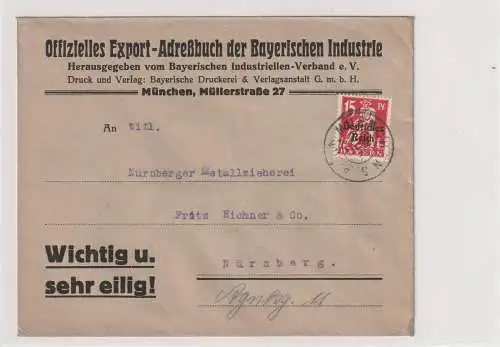 Offizielles Export-Adreßbuch der Bayerischen Industrie
Herausgegeben vom Bayerischen Industriellen-Verband e. V.
Druck und Verlag: Bayerische Druckerei & Verlagsanstalt G. m. b. H.
München, Müllerstraße 27
15 Pf
Deutsches
Reich
An Titl.
Nürnberger Metallzieherei
Fritz Eichner & Co.
Wichtig u.
sehr eilig!
Nürnberg.